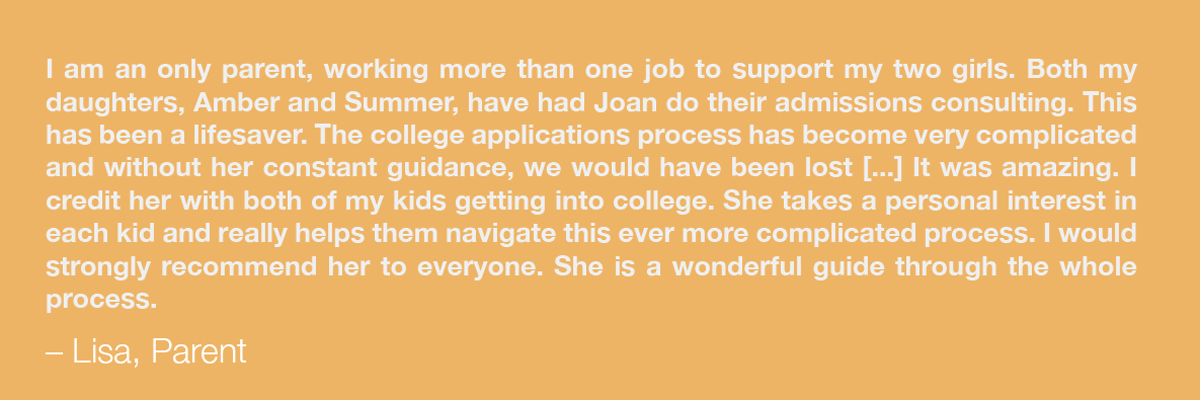 I am an only parent, working more than one job to support my two girls. Both my
daughters, Amber and Summer, have had Joan do their admissions consulting. This
has been a lifesaver. The college applications process has become very complicated
and without her constant guidance, we would have been lost [...] It was amazing. I
credit her with both of my kids getting into college. She takes a personal interest in
each kid and really helps them navigate this ever more complicated process. I would
strongly recommend her to everyone. She is a wonderful guide through the whole
process.
– Lisa, Parent